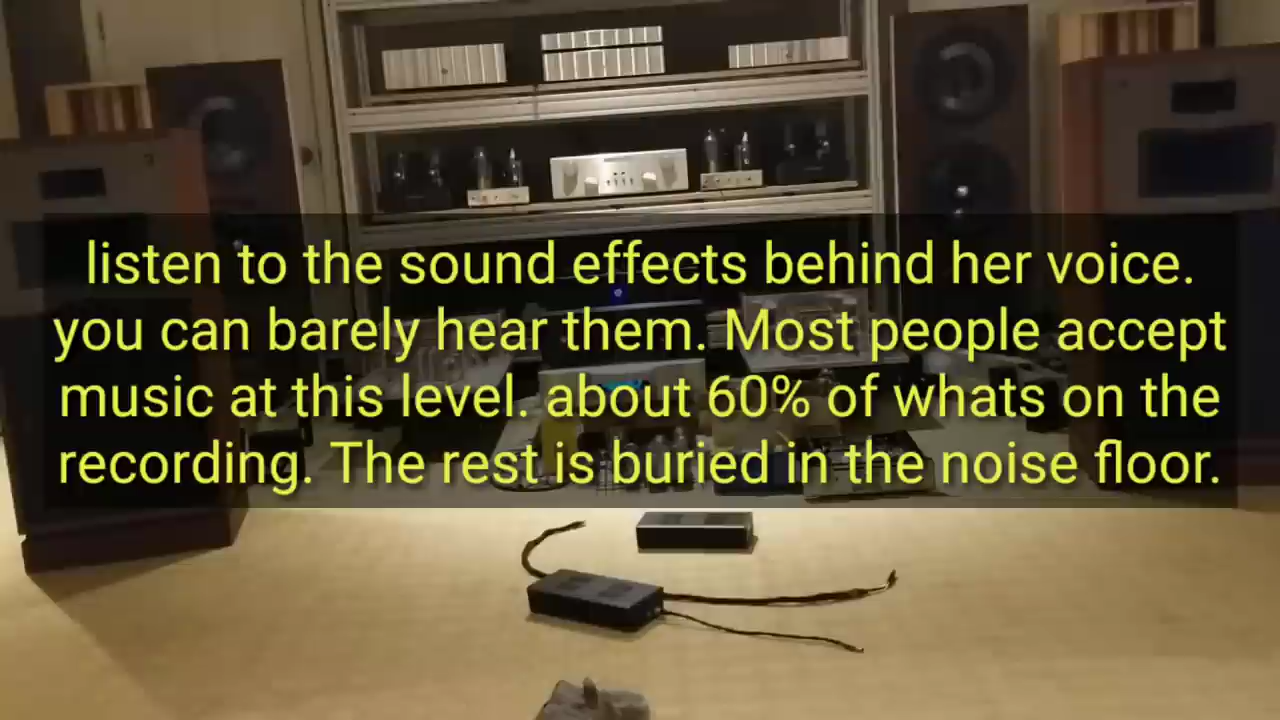 listen to the sound effects behind her voice.
you can barely hear them. Most people accept
music at this level. about 60% of whats on the
recording. The rest is buried in the noise floor.